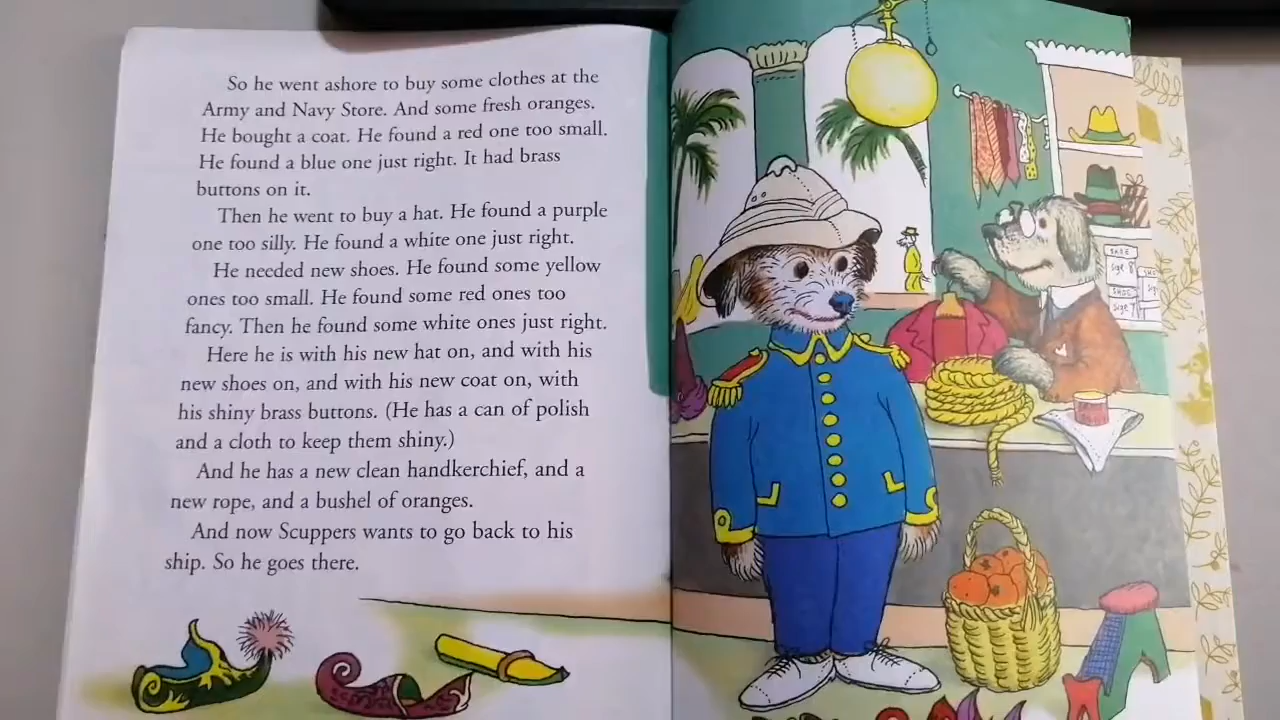 So he went ashore to buy some clothes at the
Army and Navy Store. And some fresh oranges.
He bought a coat. He found a red one too small.
He found a blue one just right. It had brass
buttons on it.
Then he went to buy a hat. He found a purple
one too silly. He found a white one just right.
He needed new shoes. He found some yellow
ones too small. He found some red ones too
fancy. Then he found some white ones just right.
Here he is with his new hat on, and with his
new shoes on, and with his new coat on, with
his shiny brass buttons. (He has a can of polish
and a cloth to keep them shiny.)
And he has a new clean handkerchief, and a
new rope, and a bushel of oranges.
And now Scuppers wants to go back to his
ship. So he goes there.
size 8
SHOE
size 7